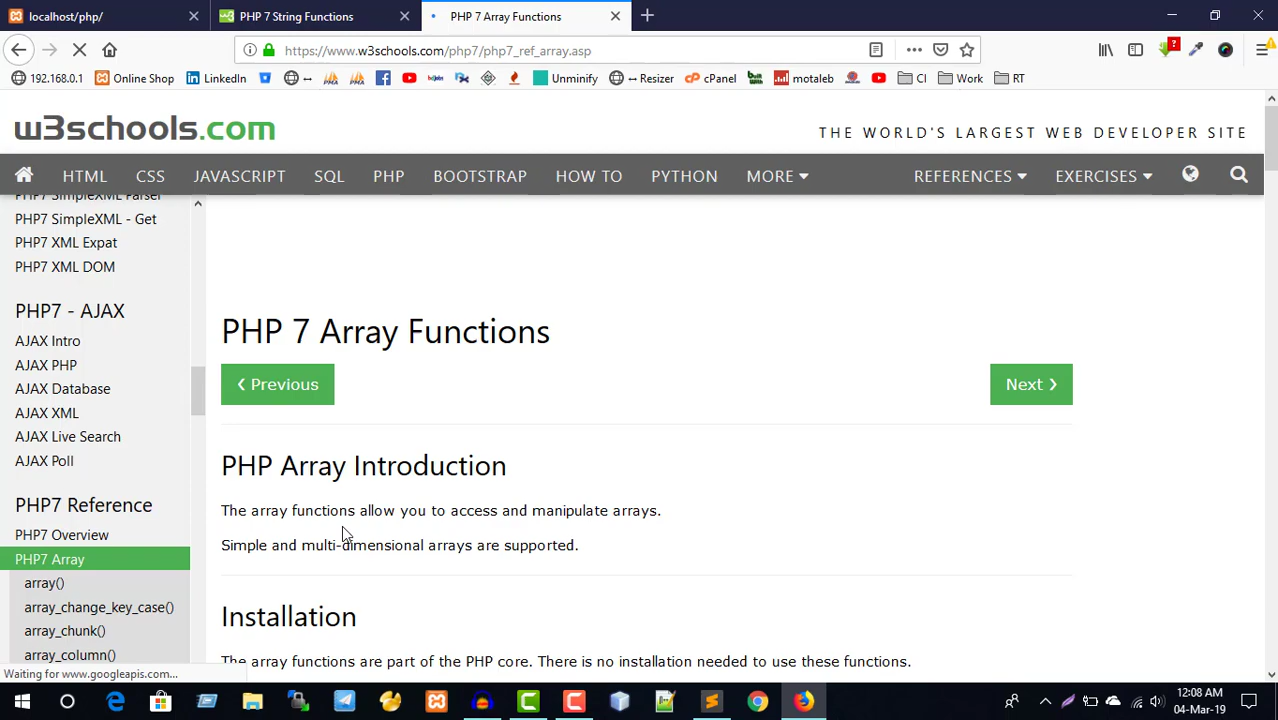 localhost/php/
PHP 7 String Functions
PHP 7 Array Functions
https://www.w3schools.com/php7/php7_ref_array.asp
192.168.0.1
Online Shop
LinkedIn
Unminify
Resizer
cPanel
motaleb
CI
Work
RT
w3schools.com
THE WORLD'S LARGEST WEB DEVELOPER SITE
HTML
CSS
JAVASCRIPT
SQL
PHP
BOOTSTRAP
HOW TO
PYTHON
MORE
REFERENCES
EXERCISES
PHP7 SimpleXML Parser
PHP7 SimpleXML - Get
PHP7 XML Expat
PHP7 XML DOM
PHP7 - AJAX
AJAX Intro
AJAX PHP
AJAX Database
AJAX XML
AJAX Live Search
AJAX Poll
PHP7 Reference
PHP7 Overview
PHP7 Array
array()
array_change_key_case()
array_chunk()
array_column()
PHP 7 Array Functions
❮ Previous
Next ❯
PHP Array Introduction
The array functions allow you to access and manipulate arrays.
Simple and multi-dimensional arrays are supported.
Installation
The array functions are part of the PHP core. There is no installation needed to use these functions.
Waiting for www.googleapis.com...
12:08 AM
04-Mar-19